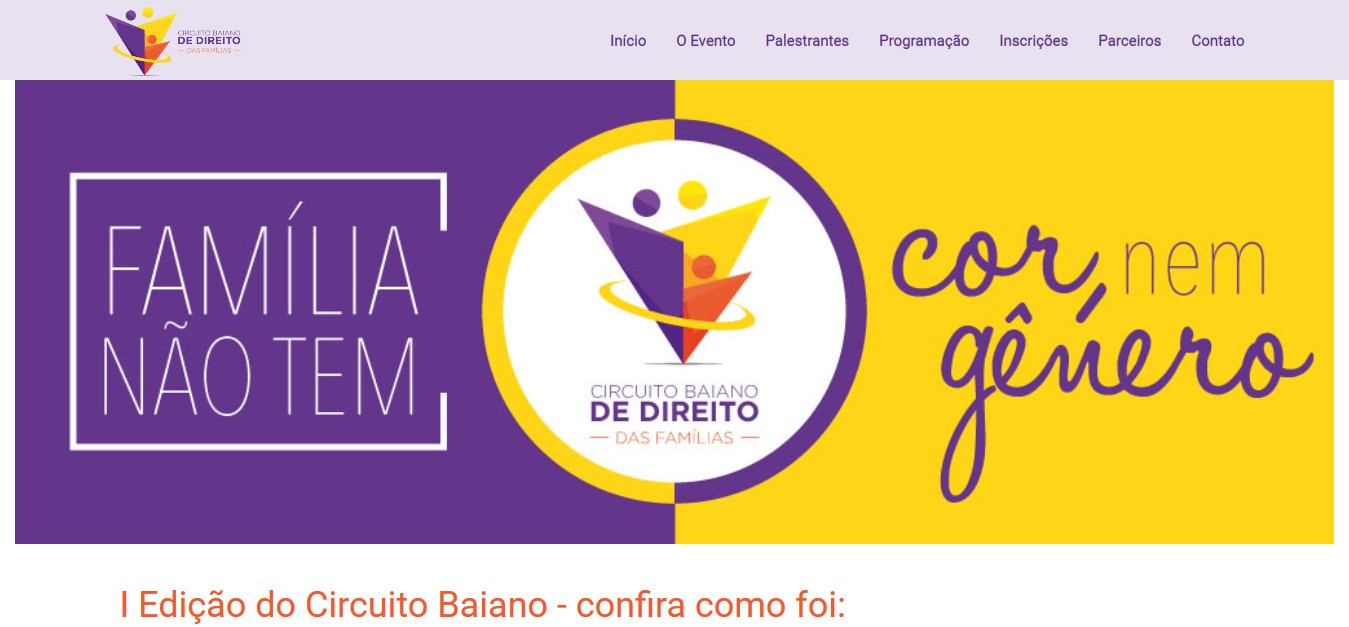 CIRCUITO BAIANO
DE DIREITO
DAS FAMÍLIAS
Início O Evento Palestrantes Programação Inscrições Parceiros Contato
FAMÍLIA
NÃO TEM
CIRCUITO BAIANO
DE DIREITO
DAS FAMÍLIAS
cor, nem
gênero
I Edição do Circuito Baiano - confira como foi: